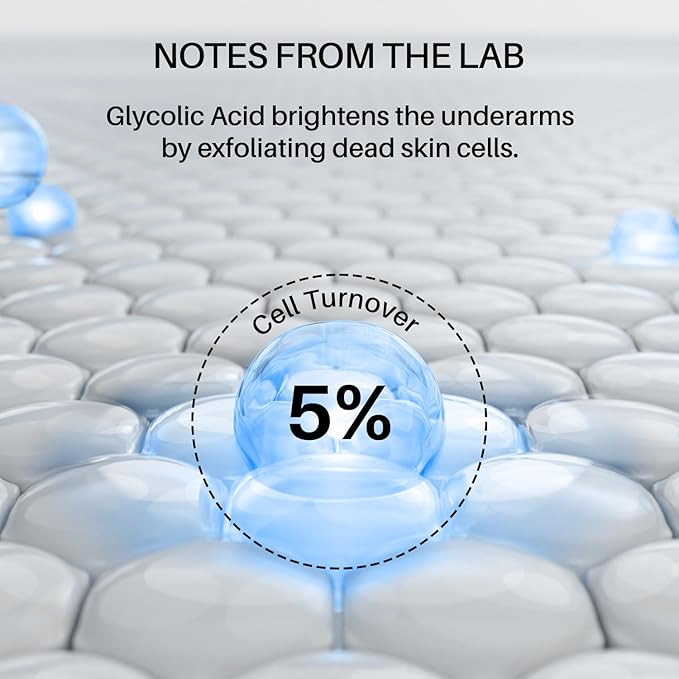 NOTES FROM THE LAB
Glycolic Acid brightens the underarms
by exfoliating dead skin cells.
Cell Turnover
5%